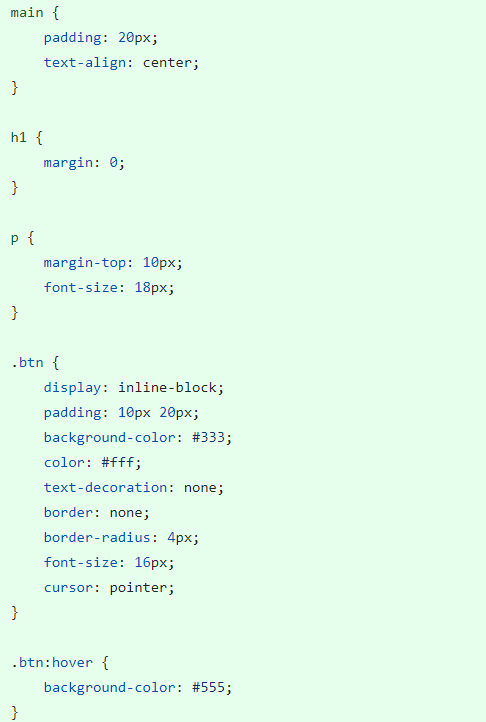 main {
    padding: 20px;
    text-align: center;
}

h1 {
    margin: 0;
}

p {
    margin-top: 10px;
    font-size: 18px;
}

.btn {
    display: inline-block;
    padding: 10px 20px;
    background-color: #333;
    color: #fff;
    text-decoration: none;
    border: none;
    border-radius: 4px;
    font-size: 16px;
    cursor: pointer;
}

.btn:hover {
    background-color: #555;
}